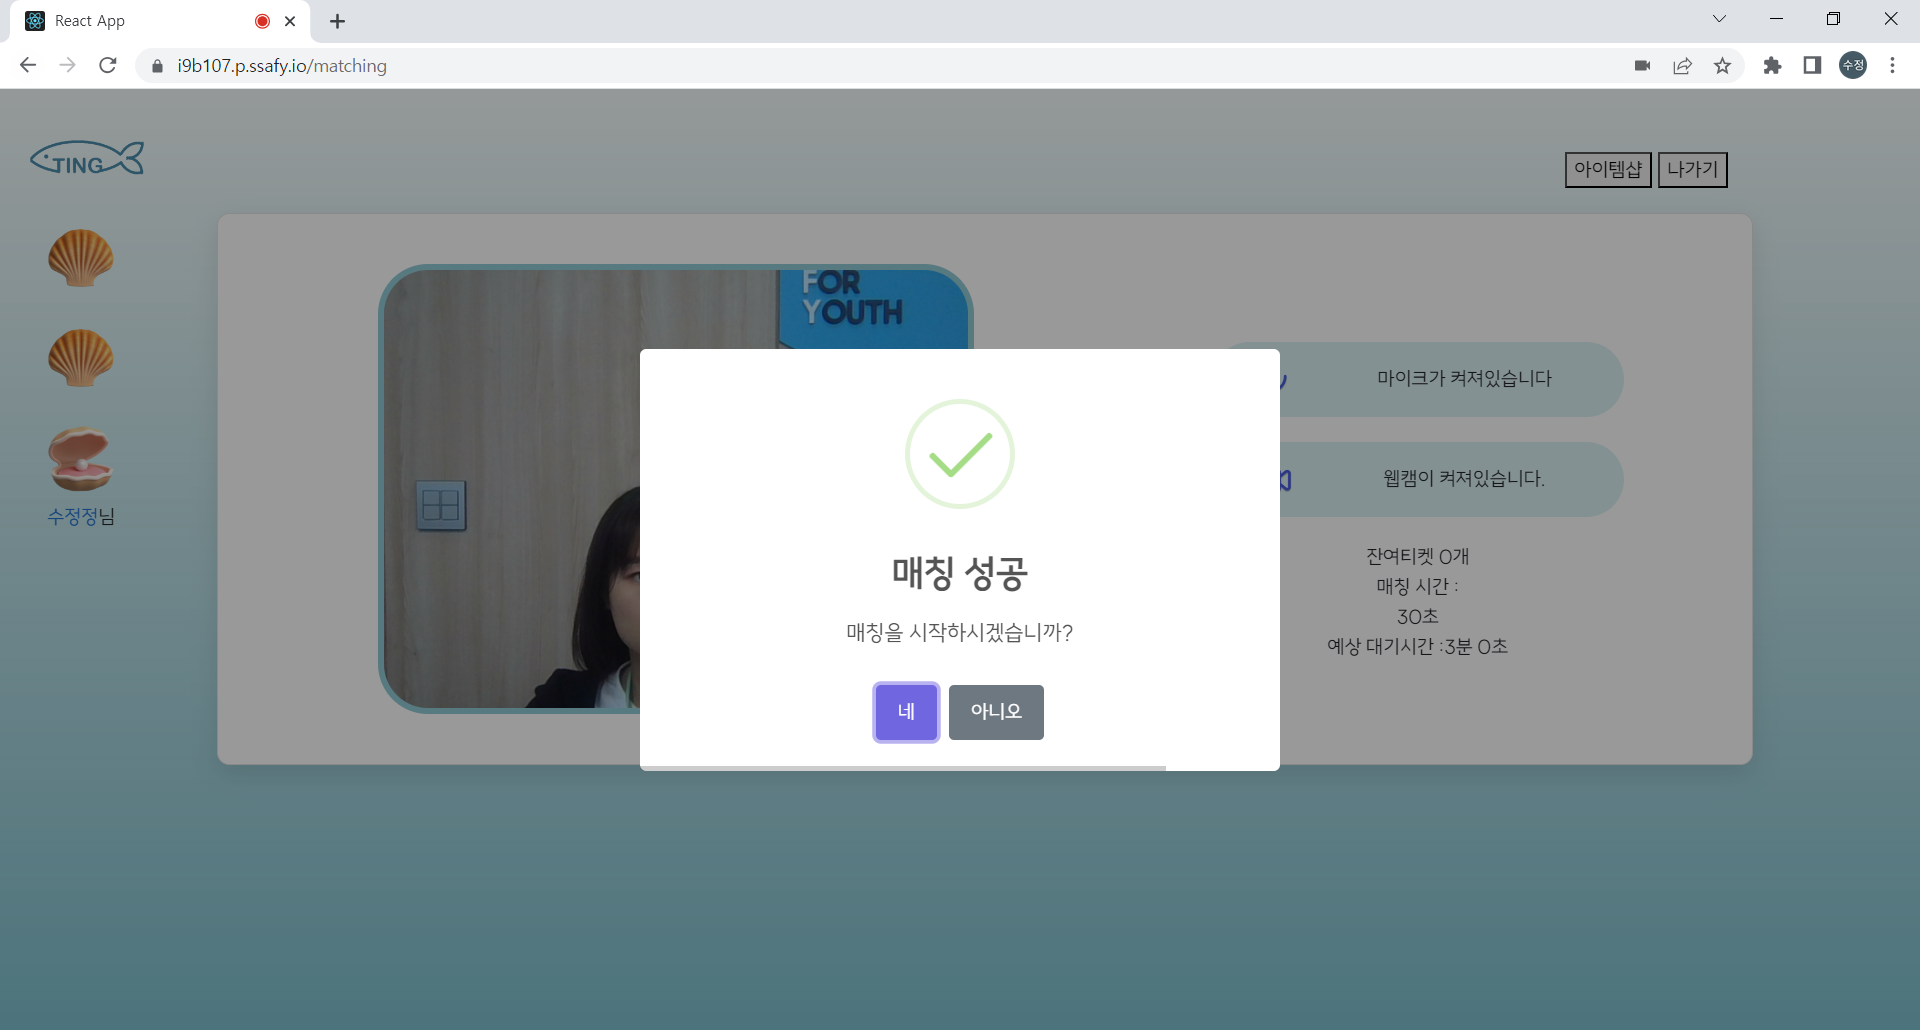 React App
i9b107.p.ssafy.io/matching
수정
TING
아이템샵 나가기
FOR
YOUTH
마이크가 켜져있습니다
웹캠이 켜져있습니다.
수정정님
매칭 성공
매칭을 시작하시겠습니까?
네 아니오
잔여티켓 0개
매칭 시간 :
30초
예상 대기시간 :3분 0초